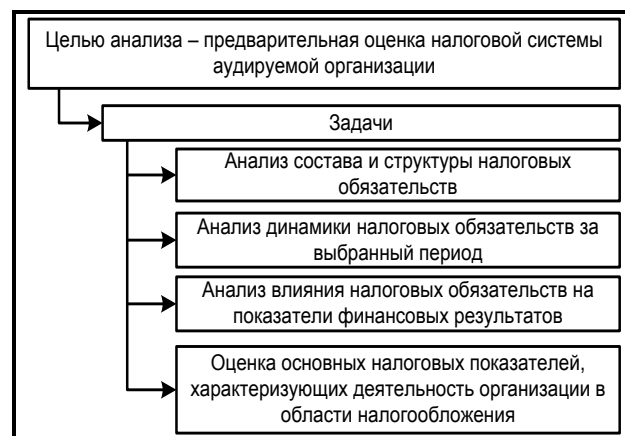 Целью анализа – предварительная оценка налоговой системы
аудируемой организации
Задачи
Анализ состава и структуры налоговых
обязательств
Анализ динамики налоговых обязательств за
выбранный период
Анализ влияния налоговых обязательств на
показатели финансовых результатов
Оценка основных налоговых показателей,
характеризующих деятельность организации в
области налогообложения